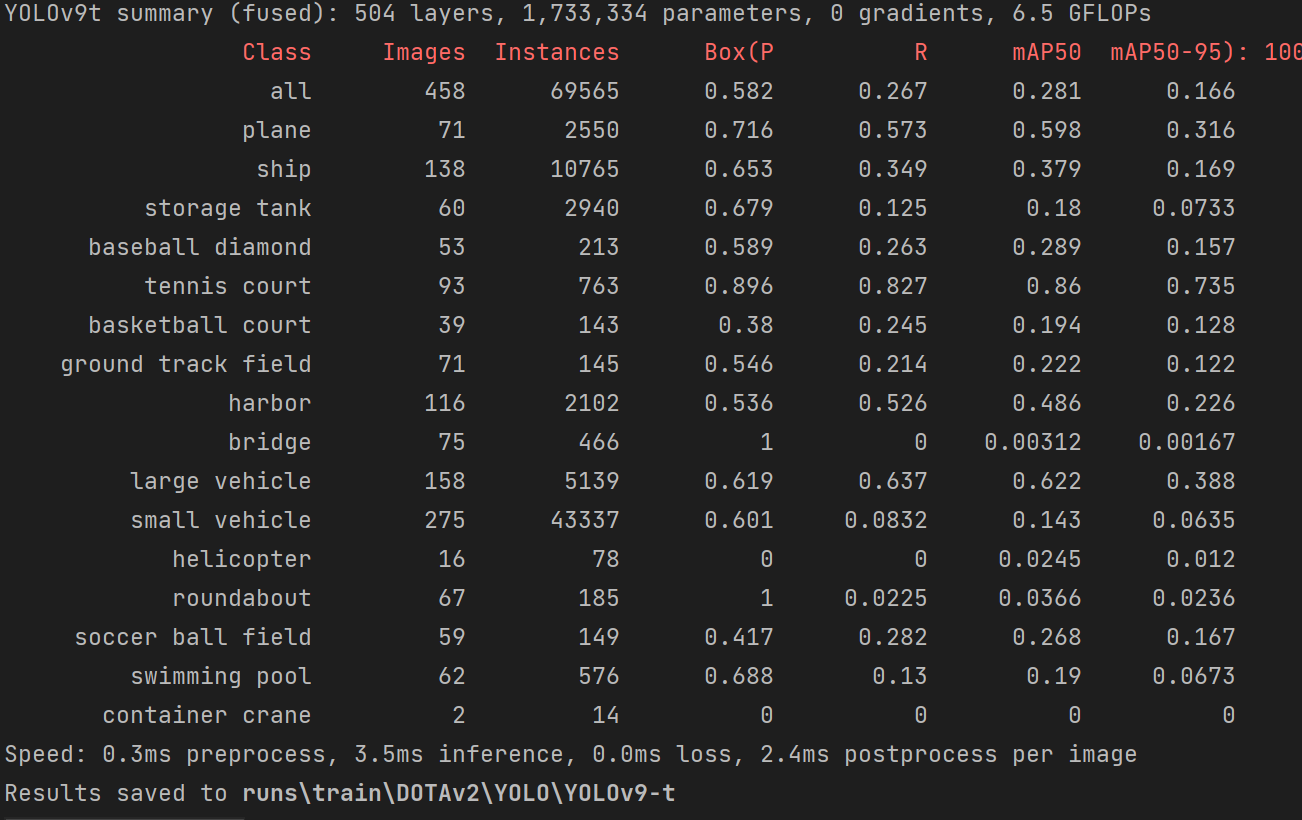 YOLOv9t summary (fused): 504 layers, 1,733,334 parameters, 0 gradients, 6.5 GFLOPs
Class Images Instances Box(P R mAP50 mAP50-95): 100
all 458 69565 0.582 0.267 0.281 0.166
plane 71 2550 0.716 0.573 0.598 0.316
ship 138 10765 0.653 0.349 0.379 0.169
storage tank 60 2940 0.679 0.125 0.18 0.0733
baseball diamond 53 213 0.589 0.263 0.289 0.157
tennis court 93 763 0.896 0.827 0.86 0.735
basketball court 39 143 0.38 0.245 0.194 0.128
ground track field 71 145 0.546 0.214 0.222 0.122
harbor 116 2102 0.536 0.526 0.486 0.226
bridge 75 466 1 0 0.00312 0.00167
large vehicle 158 5139 0.619 0.637 0.622 0.388
small vehicle 275 43337 0.601 0.0832 0.143 0.0635
helicopter 16 78 0 0 0.0245 0.012
roundabout 67 185 1 0.0225 0.0366 0.0236
soccer ball field 59 149 0.417 0.282 0.268 0.167
swimming pool 62 576 0.688 0.13 0.19 0.0673
container crane 2 14 0 0 0 0
Speed: 0.3ms preprocess, 3.5ms inference, 0.0ms loss, 2.4ms postprocess per image
Results saved to runs\train\DOTAv2\YOLO\YOLOv9-t